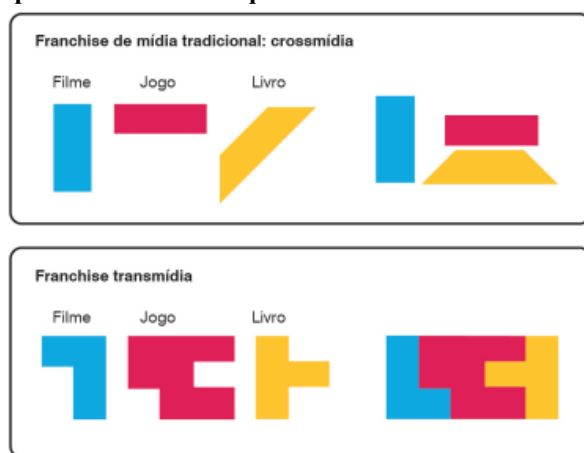 Franchise de mídia tradicional: crossmídia
Filme Jogo Livro
Franchise transmídia
Filme Jogo Livro